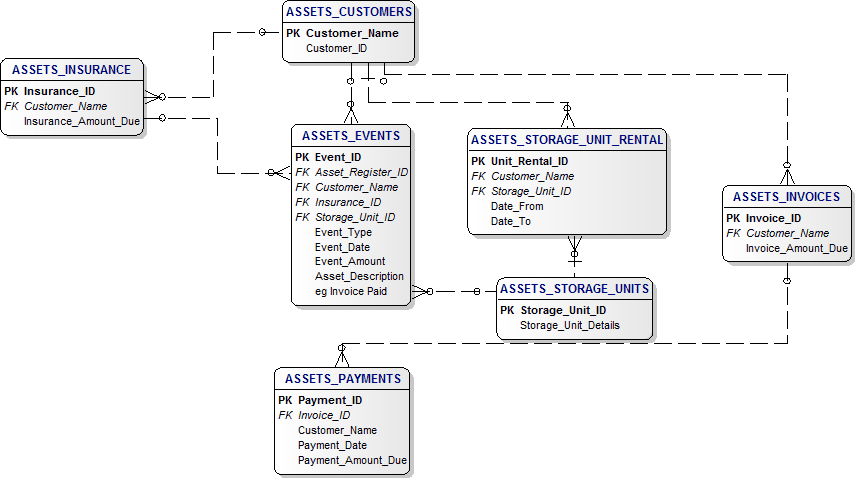 ASSETS_CUSTOMERS
PK Customer_Name
Customer_ID
ASSETS_INSURANCE
PK Insurance_ID
FK Customer_Name
Insurance_Amount_Due
ASSETS_EVENTS
PK Event_ID
FK Asset_Register_ID
FK Customer_Name
FK Insurance_ID
FK Storage_Unit_ID
Event_Type
Event_Date
Event_Amount
Asset_Description
eg Invoice Paid
ASSETS_STORAGE_UNIT_RENTAL
PK Unit_Rental_ID
FK Customer_Name
FK Storage_Unit_ID
Date_From
Date_To
ASSETS_INVOICES
PK Invoice_ID
FK Customer_Name
Invoice_Amount_Due
ASSETS_STORAGE_UNITS
PK Storage_Unit_ID
Storage_Unit_Details
ASSETS_PAYMENTS
PK Payment_ID
FK Invoice_ID
Customer_Name
Payment_Date
Payment_Amount_Due